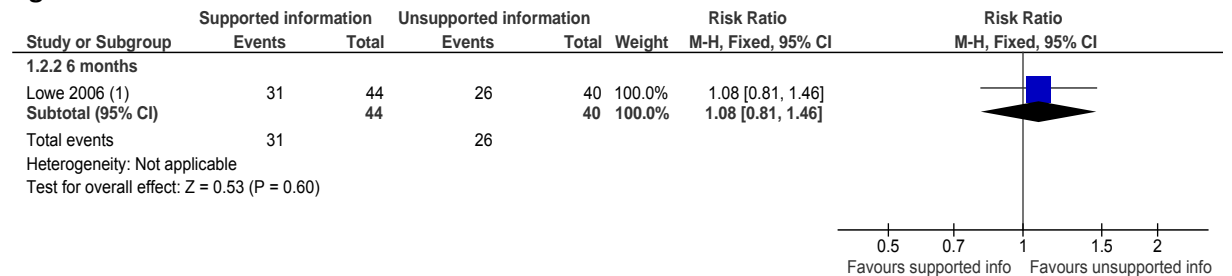 Supported information Unsupported information Risk Ratio Risk Ratio
Study or Subgroup Events Total Events Total Weight M-H, Fixed, 95% CI M-H, Fixed, 95% CI
1.2.2 6 months
Lowe 2006 (1) 31 44 26 40 100.0% 1.08 [0.81, 1.46]
Subtotal (95% CI) 44 40 100.0% 1.08 [0.81, 1.46]
Total events 31 26
Heterogeneity: Not applicable
Test for overall effect: Z = 0.53 (P = 0.60)
0.5 0.7 1 1.5 2
Favours supported info Favours unsupported info